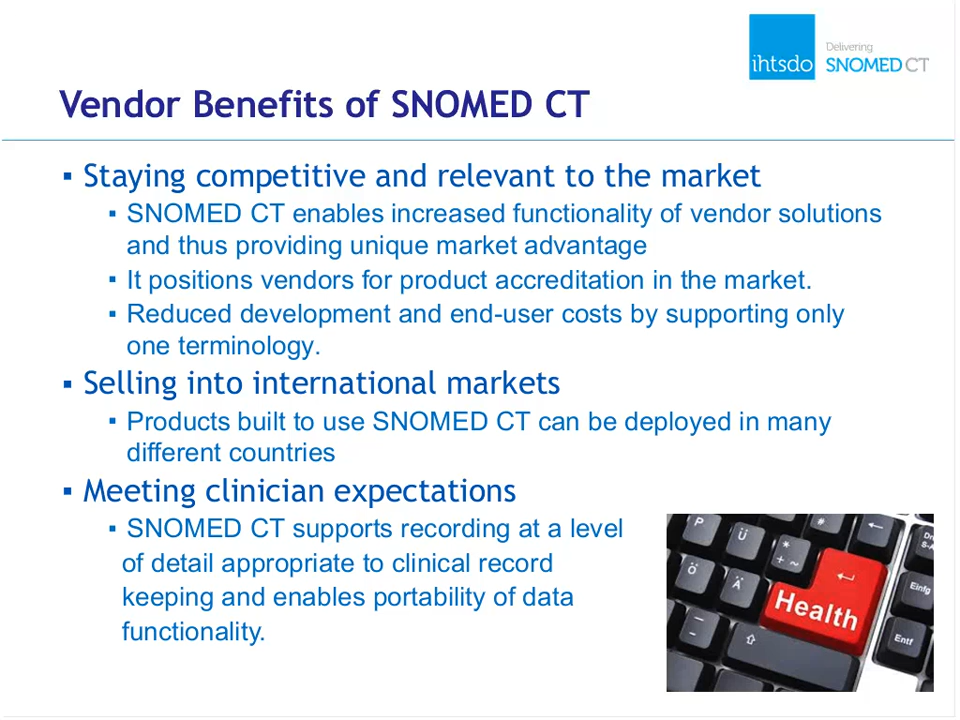 ihtsdo
Delivering
SNOMED CT
Vendor Benefits of SNOMED CT
▪ Staying competitive and relevant to the market
▪ SNOMED CT enables increased functionality of vendor solutions
and thus providing unique market advantage
▪ It positions vendors for product accreditation in the market.
▪ Reduced development and end-user costs by supporting only
one terminology.
▪ Selling into international markets
▪ Products built to use SNOMED CT can be deployed in many
different countries
▪ Meeting clinician expectations
▪ SNOMED CT supports recording at a level
of detail appropriate to clinical record
keeping and enables portability of data
functionality.
P
Ü
*
+ ~
#
Ö
Ä
Health
Einfg
Entf